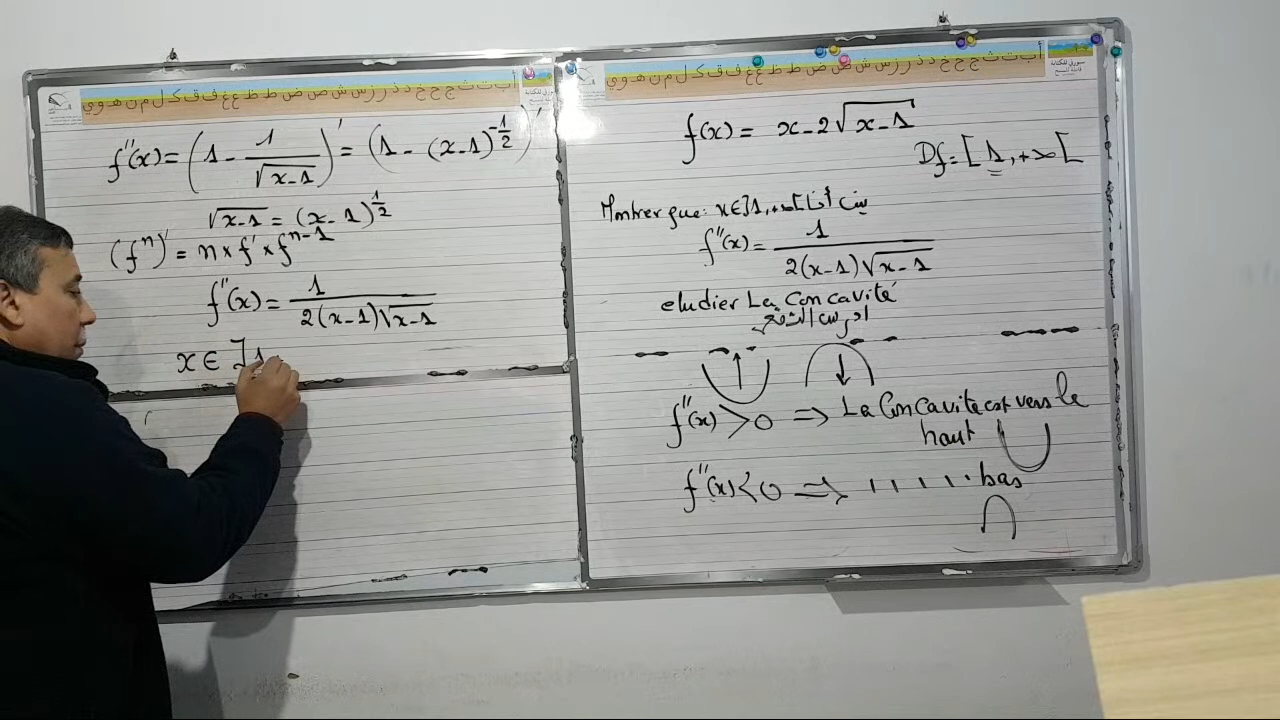 أ ب ت ث ج ح خ د ذ ر ز س ش ص ض ط ظ ع غ ف ق ك ل م ن ه و ي
f''(x) = (1 - 1/√(x-1))' = (1 - (x-1)^(-1/2))'
√(x-1) = (x-1)^(1/2)
(f^n)' = n × f' × f^(n-1)
f''(x) = 1/(2(x-1)√(x-1))
x ∈ ]1
أ ب ت ث ج ح خ د ذ ر ز س ش ص ض ط ظ ع غ ف ق ك ل م ن ه و ي
f(x) = x - 2√(x-1)
Df = [1, +∞[
Montrer que: x ∈ ]1, +∞[ بين أن
f''(x) = 1/(2(x-1)√(x-1))
etudier La Concavité
ادرس التقعر
f''(x) > 0 ⇒ La Concavite est vers le
haut
f''(x) < 0 ⇒ ııııı bas